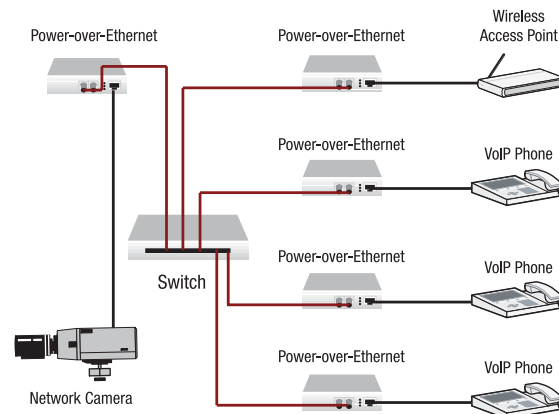 Power-over-Ethernet
Power-over-Ethernet
Wireless
Access Point
Power-over-Ethernet
VoIP Phone
Switch
Power-over-Ethernet
VoIP Phone
Network Camera
Power-over-Ethernet
VoIP Phone